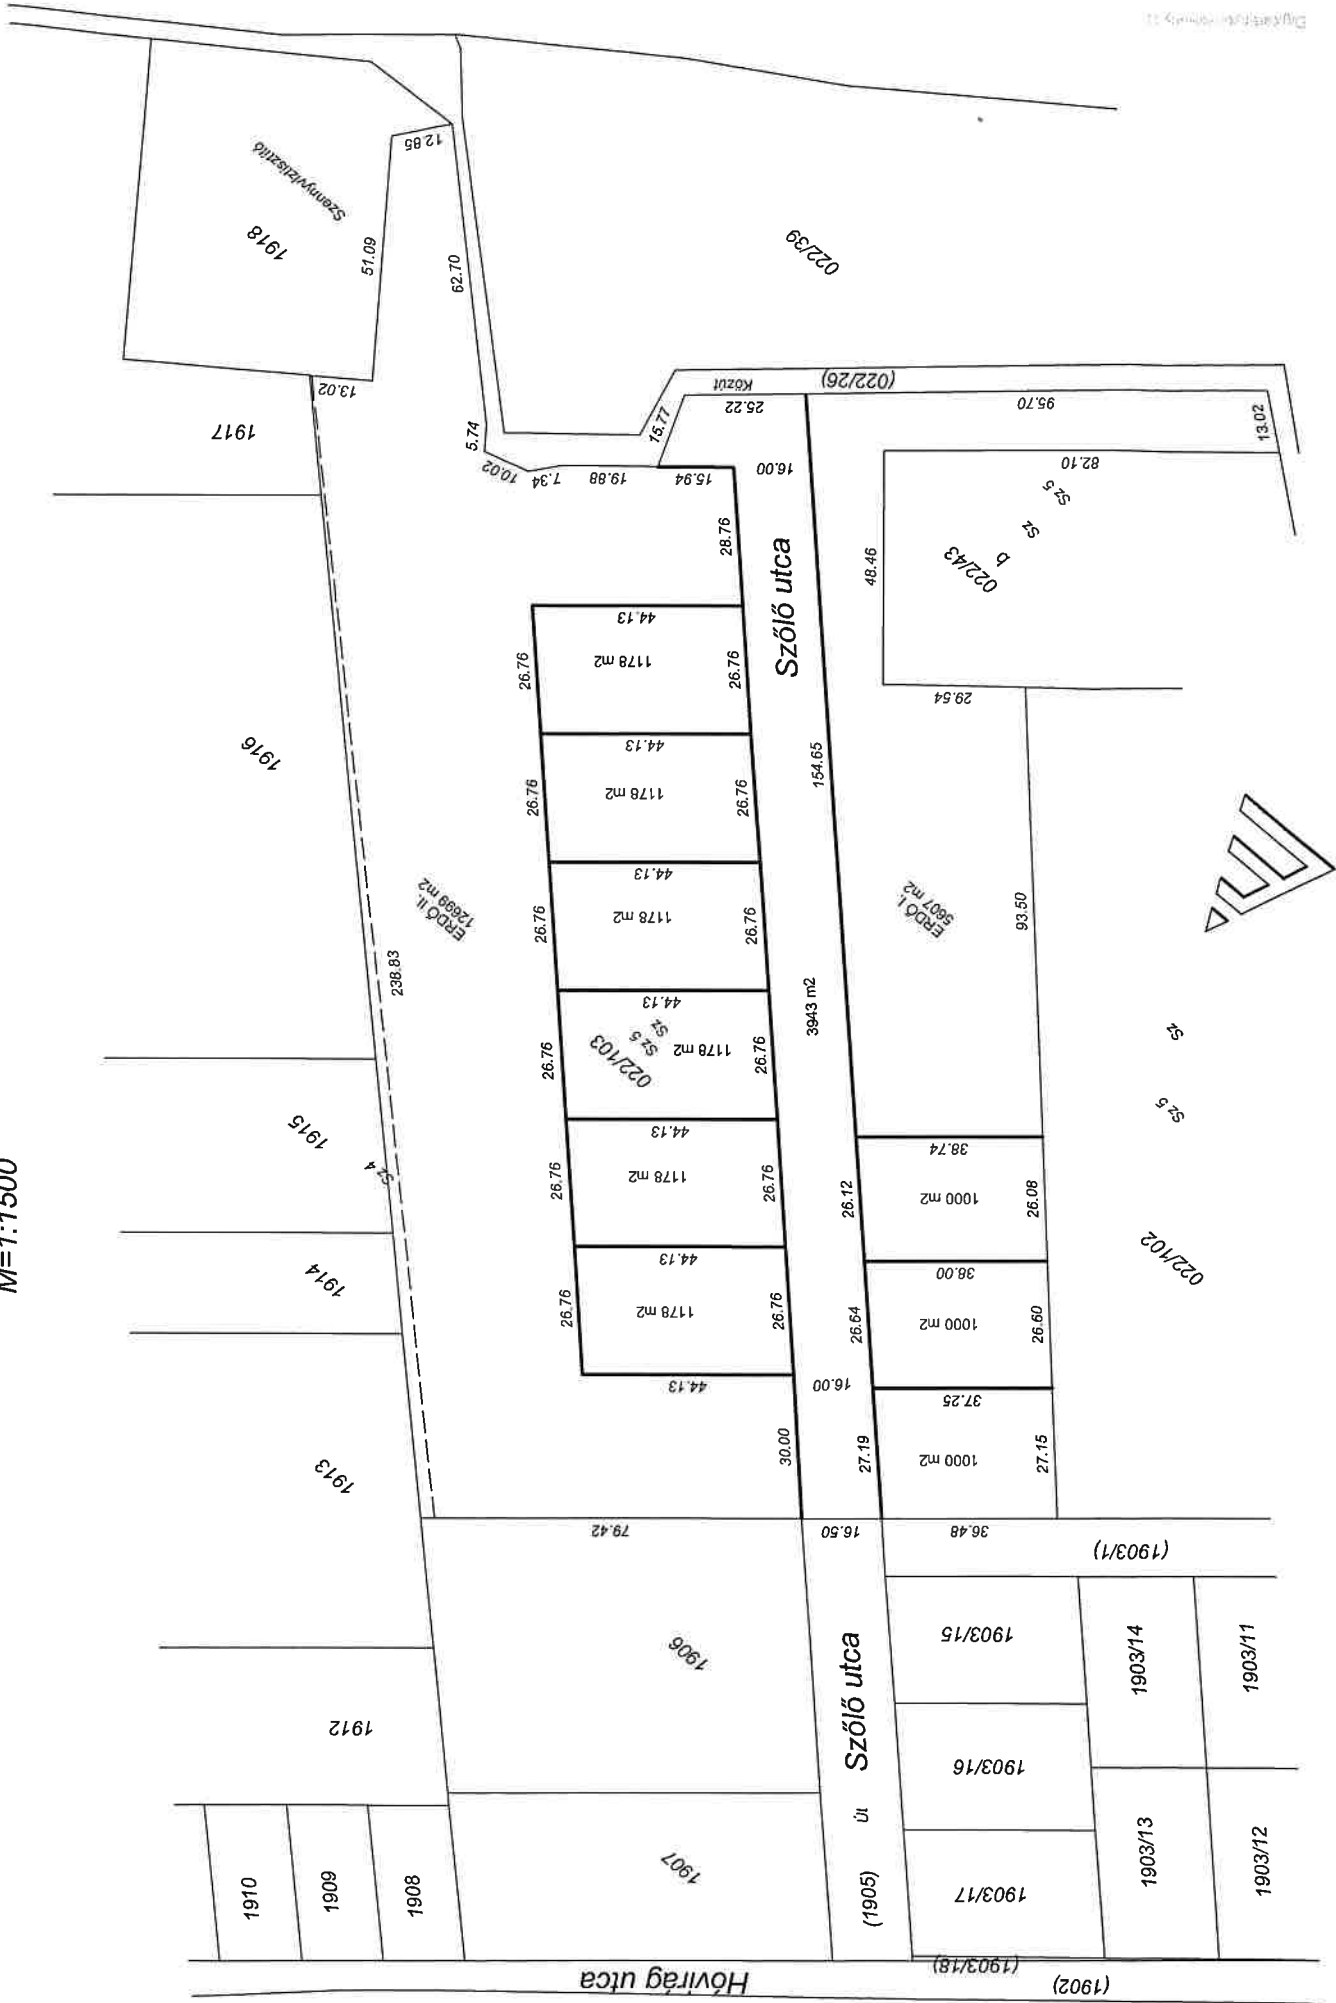 M=1:1500
1918
Szennyvíztisztító
12.85
51.09
62.70
13.02
1917
5.74
10.02
7.34
19.88
15.94
15.77
25.22
Közút
(022/26)
022/39
95.70
13.02
82.10
Sz 5
Sz
b
022/43
48.46
29.54
16.00
28.76
Szőlő utca
154.65
1916
238.83
ERDŐ II.
12699 m2
ERDŐ I.
5607 m2
93.50
44.13
26.76
1178 m2
26.76
44.13
26.76
1178 m2
26.76
44.13
26.76
1178 m2
26.76
44.13
26.76
022/103
Sz 5
Sz
1178 m2
26.76
44.13
26.76
1178 m2
26.76
44.13
26.76
1178 m2
26.76
44.13
3943 m2
1915
Sz 4
1914
1913
38.74
26.12
1000 m2
26.08
38.00
26.64
1000 m2
26.60
37.25
27.19
1000 m2
27.15
16.00
30.00
Sz
Sz 5
022/102
79.42
16.50
36.48
(1903/1)
1912
1906
1907
Szőlő utca
Út
(1905)
1903/15
1903/16
1903/17
1903/14
1903/11
1903/13
1903/12
1910
1909
1908
Hóvirág utca
(1903/18)
(1902)